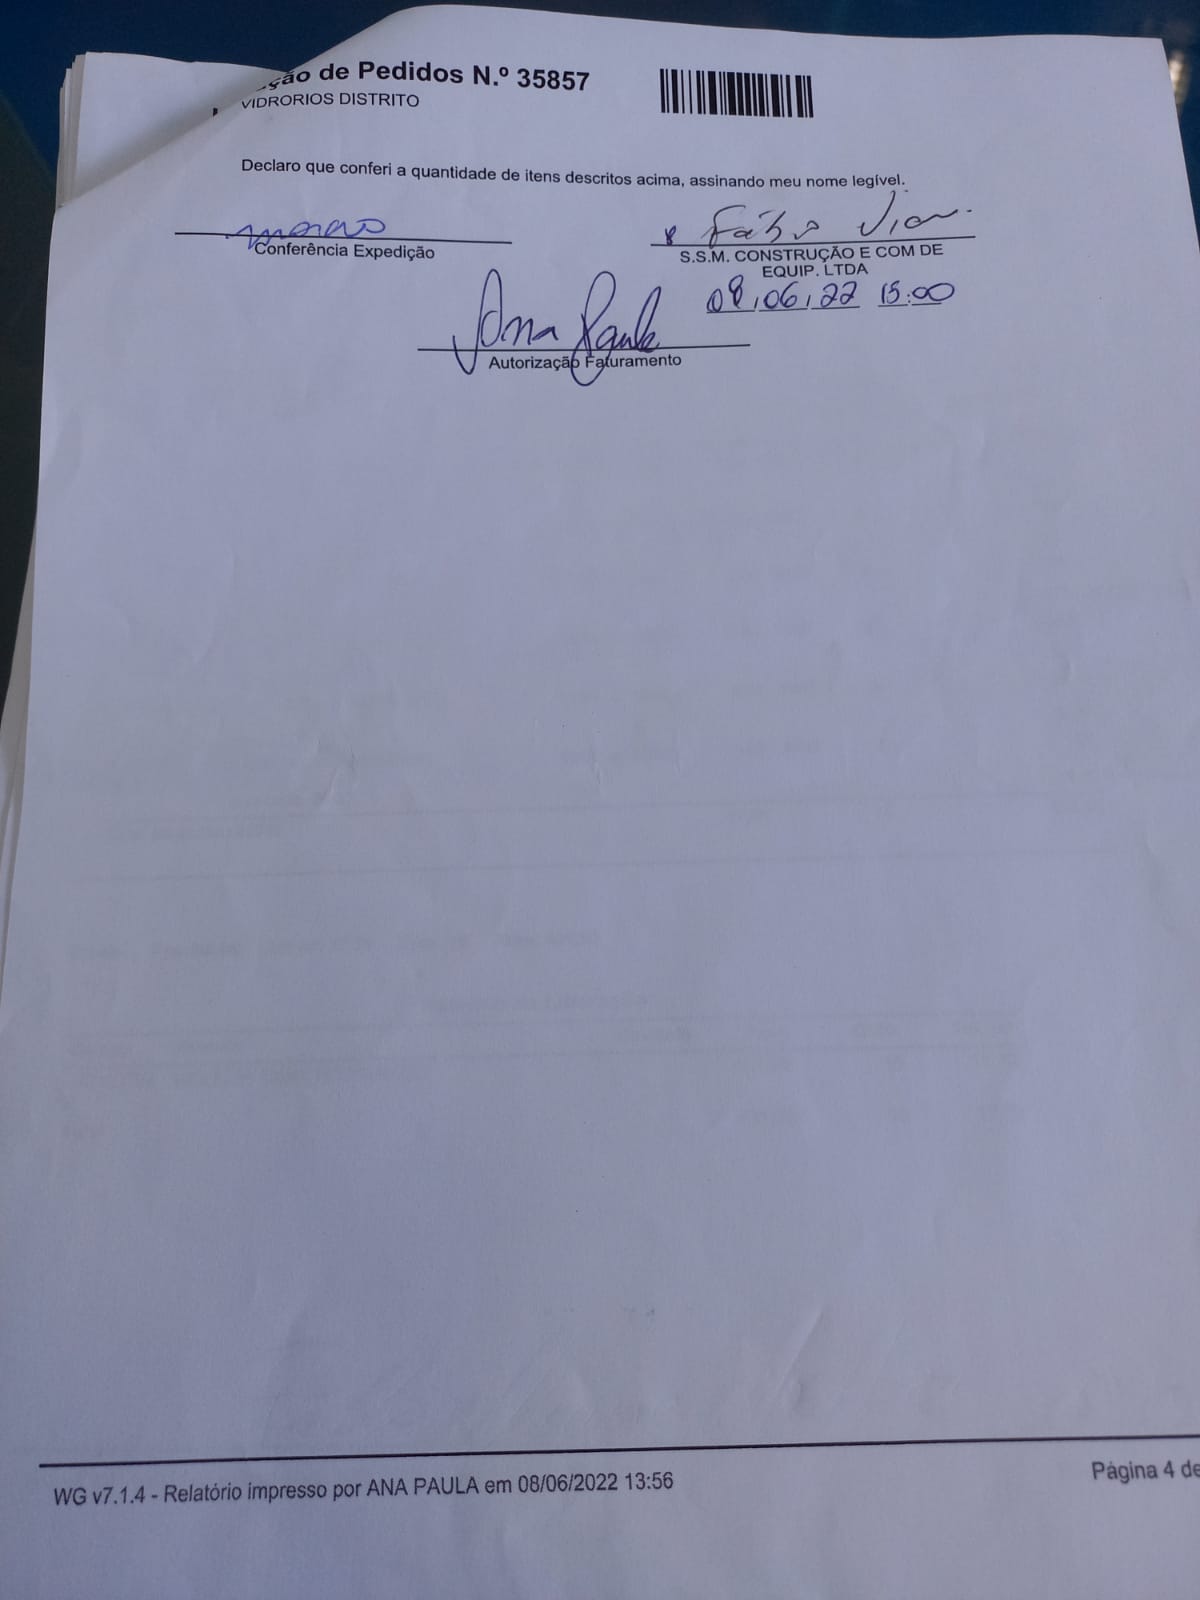 ção de Pedidos N.º 35857
VIDRORIOS DISTRITO
Declaro que conferi a quantidade de itens descritos acima, assinando meu nome legível.
Conferência Expedição
Fábio
S.S.M. CONSTRUÇÃO E COM DE
EQUIP. LTDA
08,06,22 15:00
Ana Paula
Autorização Faturamento
WG v7.1.4 - Relatório impresso por ANA PAULA em 08/06/2022 13:56
Página 4 de